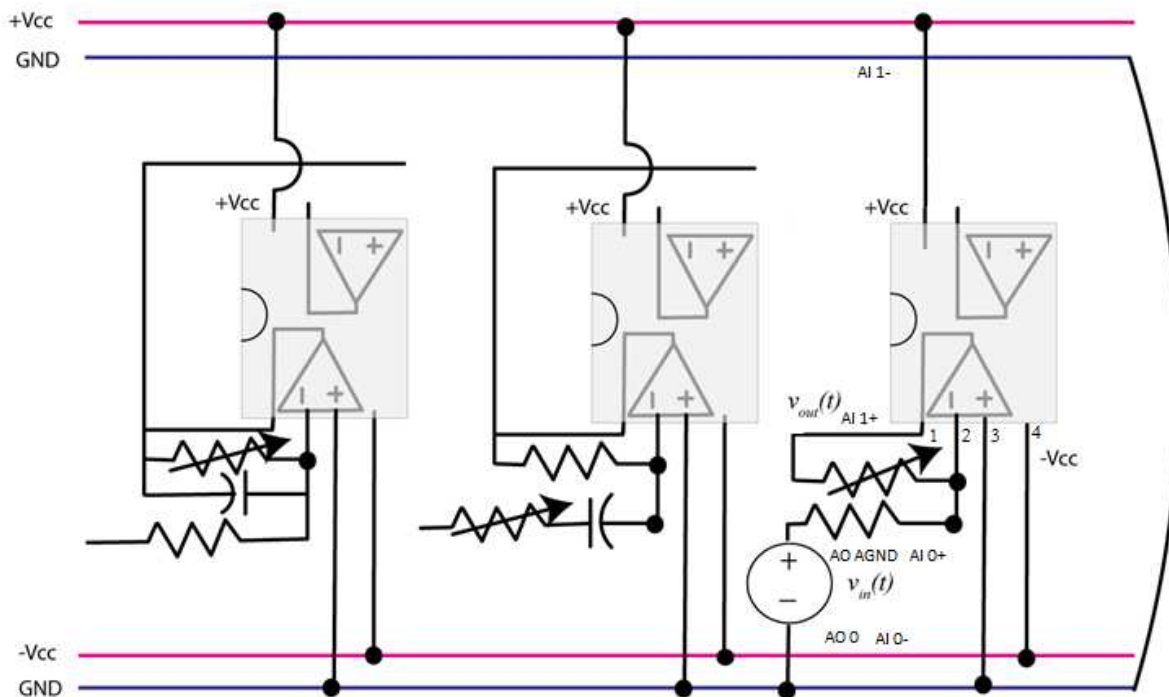 +Vcc
GND
AI 1-
+Vcc
+Vcc
+Vcc
I +
I +
I +
I +
I +
I +
v_out(t)
AI 1+
1 2 3 4
-Vcc
+
AO AGND AI 0+
v_in(t)
–
AO 0 AI 0-
-Vcc
GND